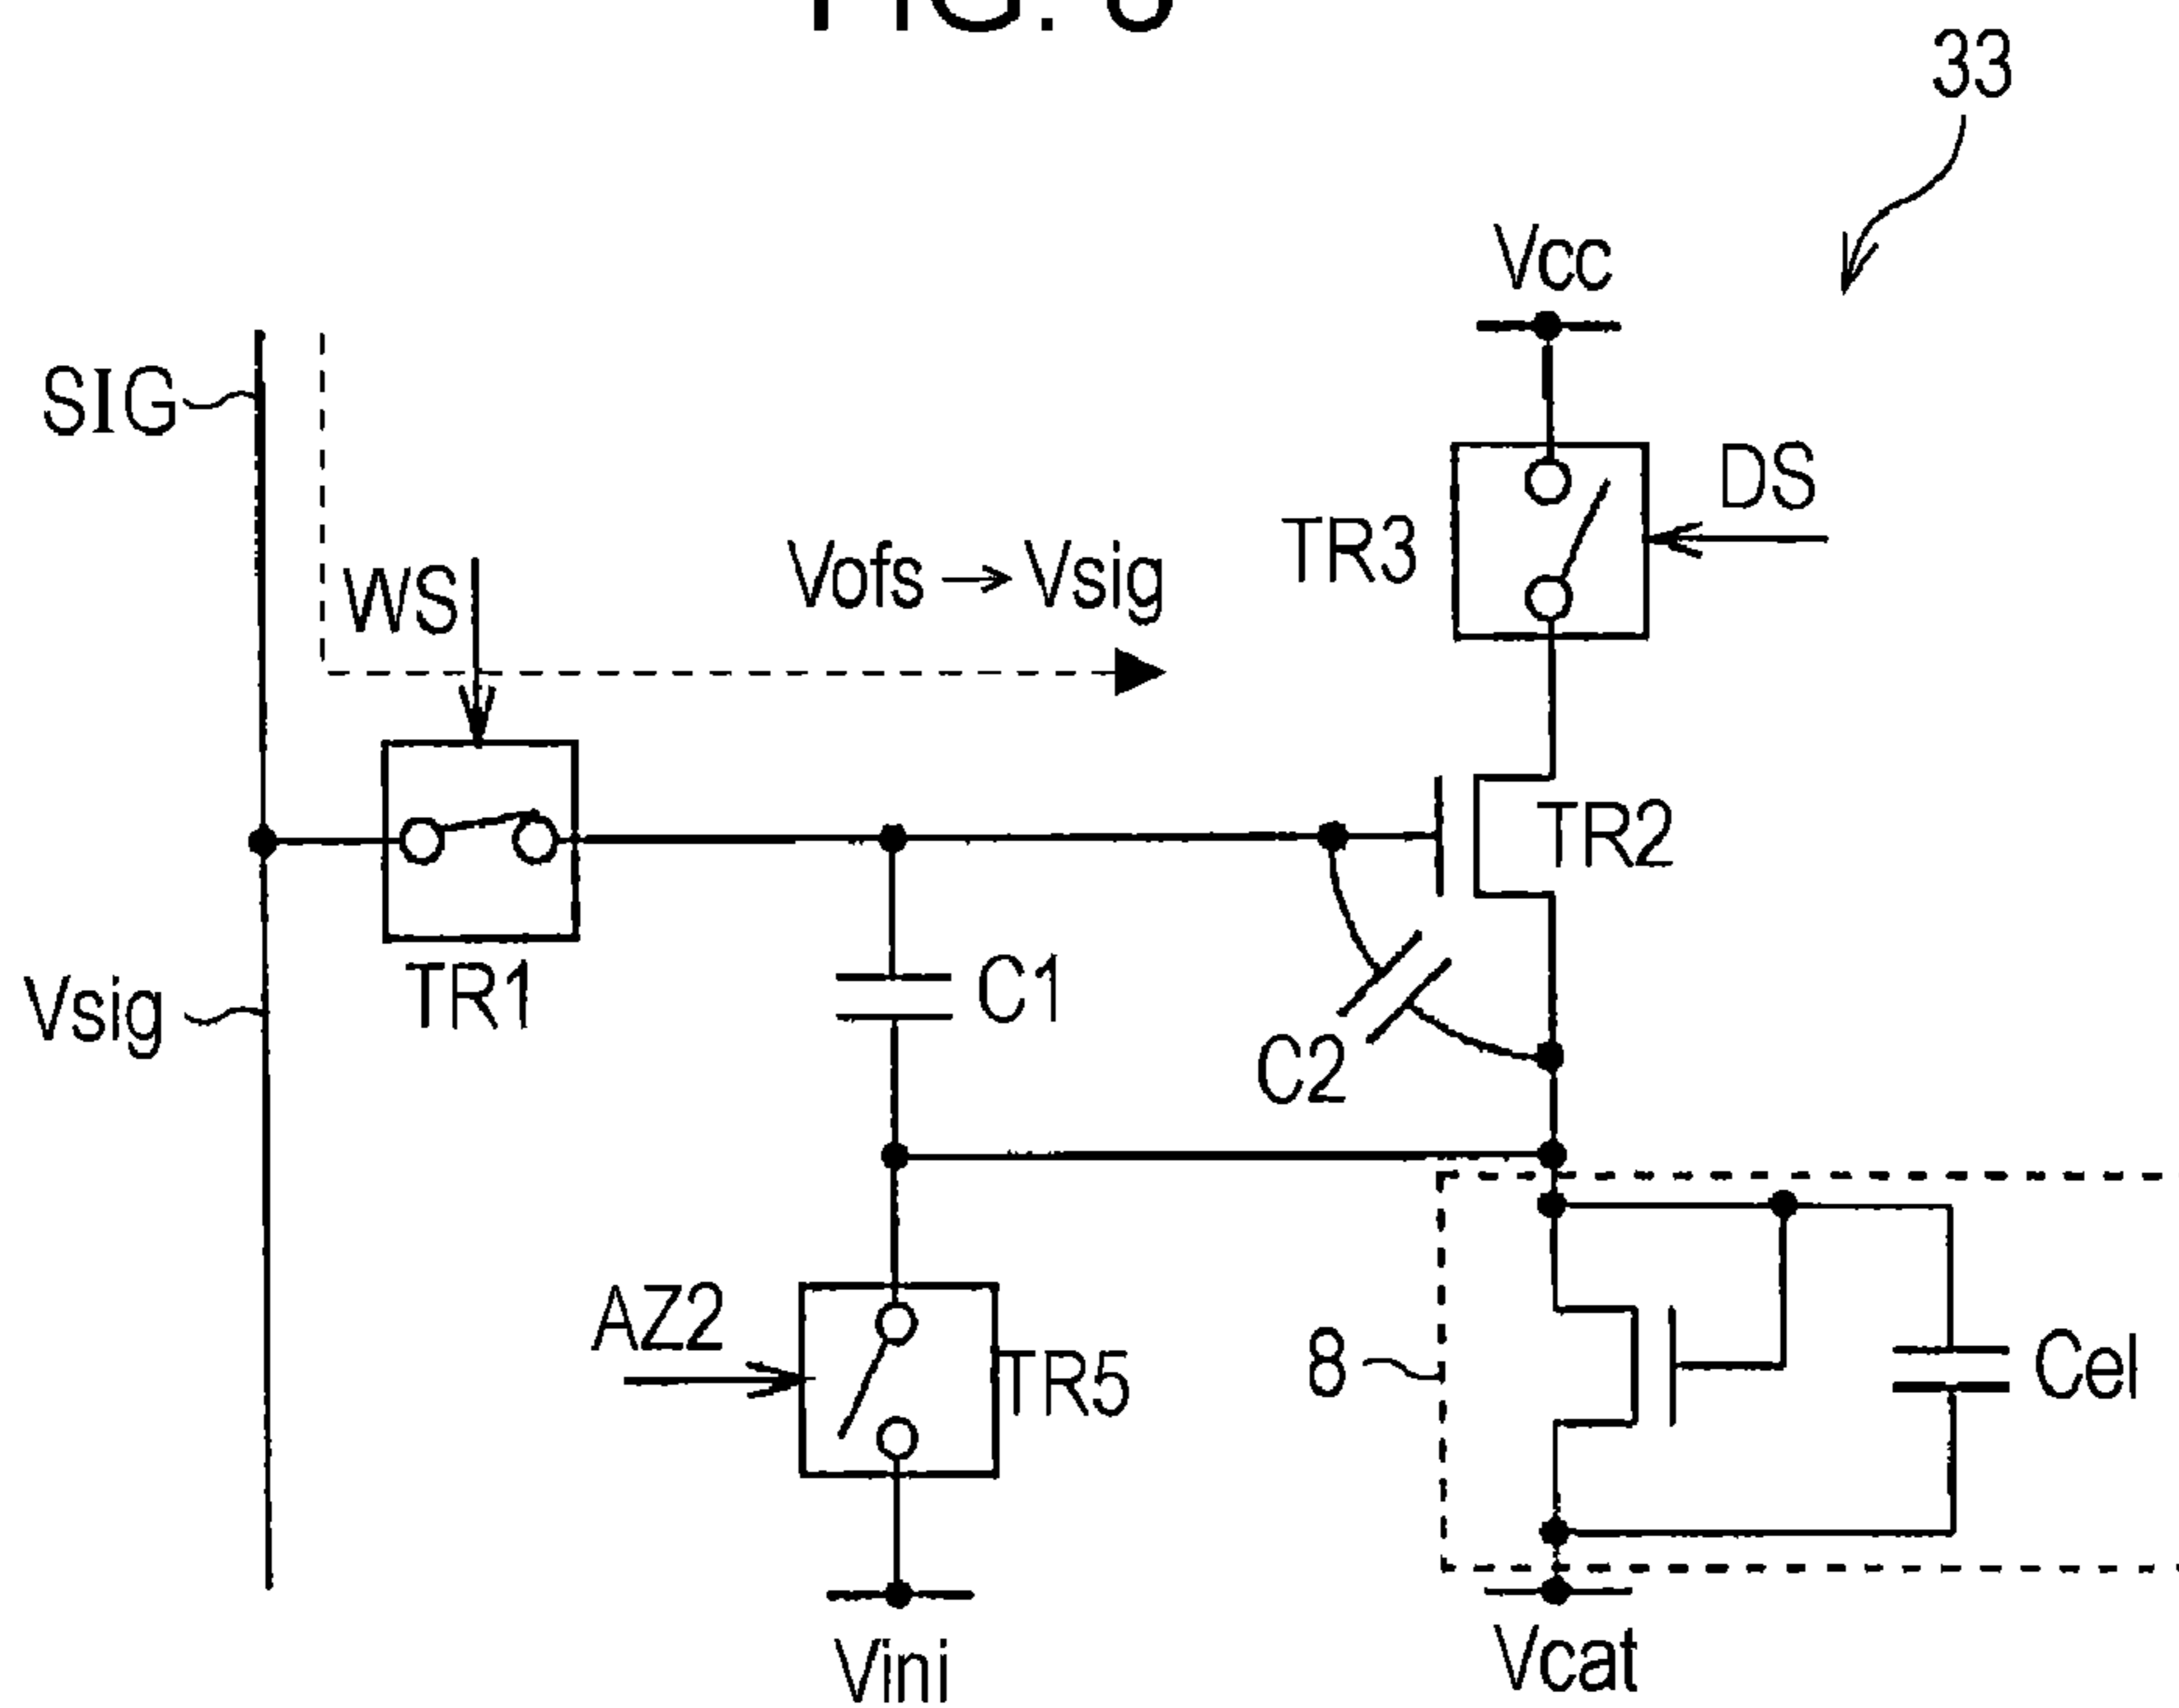 33
Vcc
SIG
DS
TR3
Vofs → Vsig
WS
TR2
TR1
C1
Vsig
C2
AZ2
TR5
8
Cel
Vini
Vcat